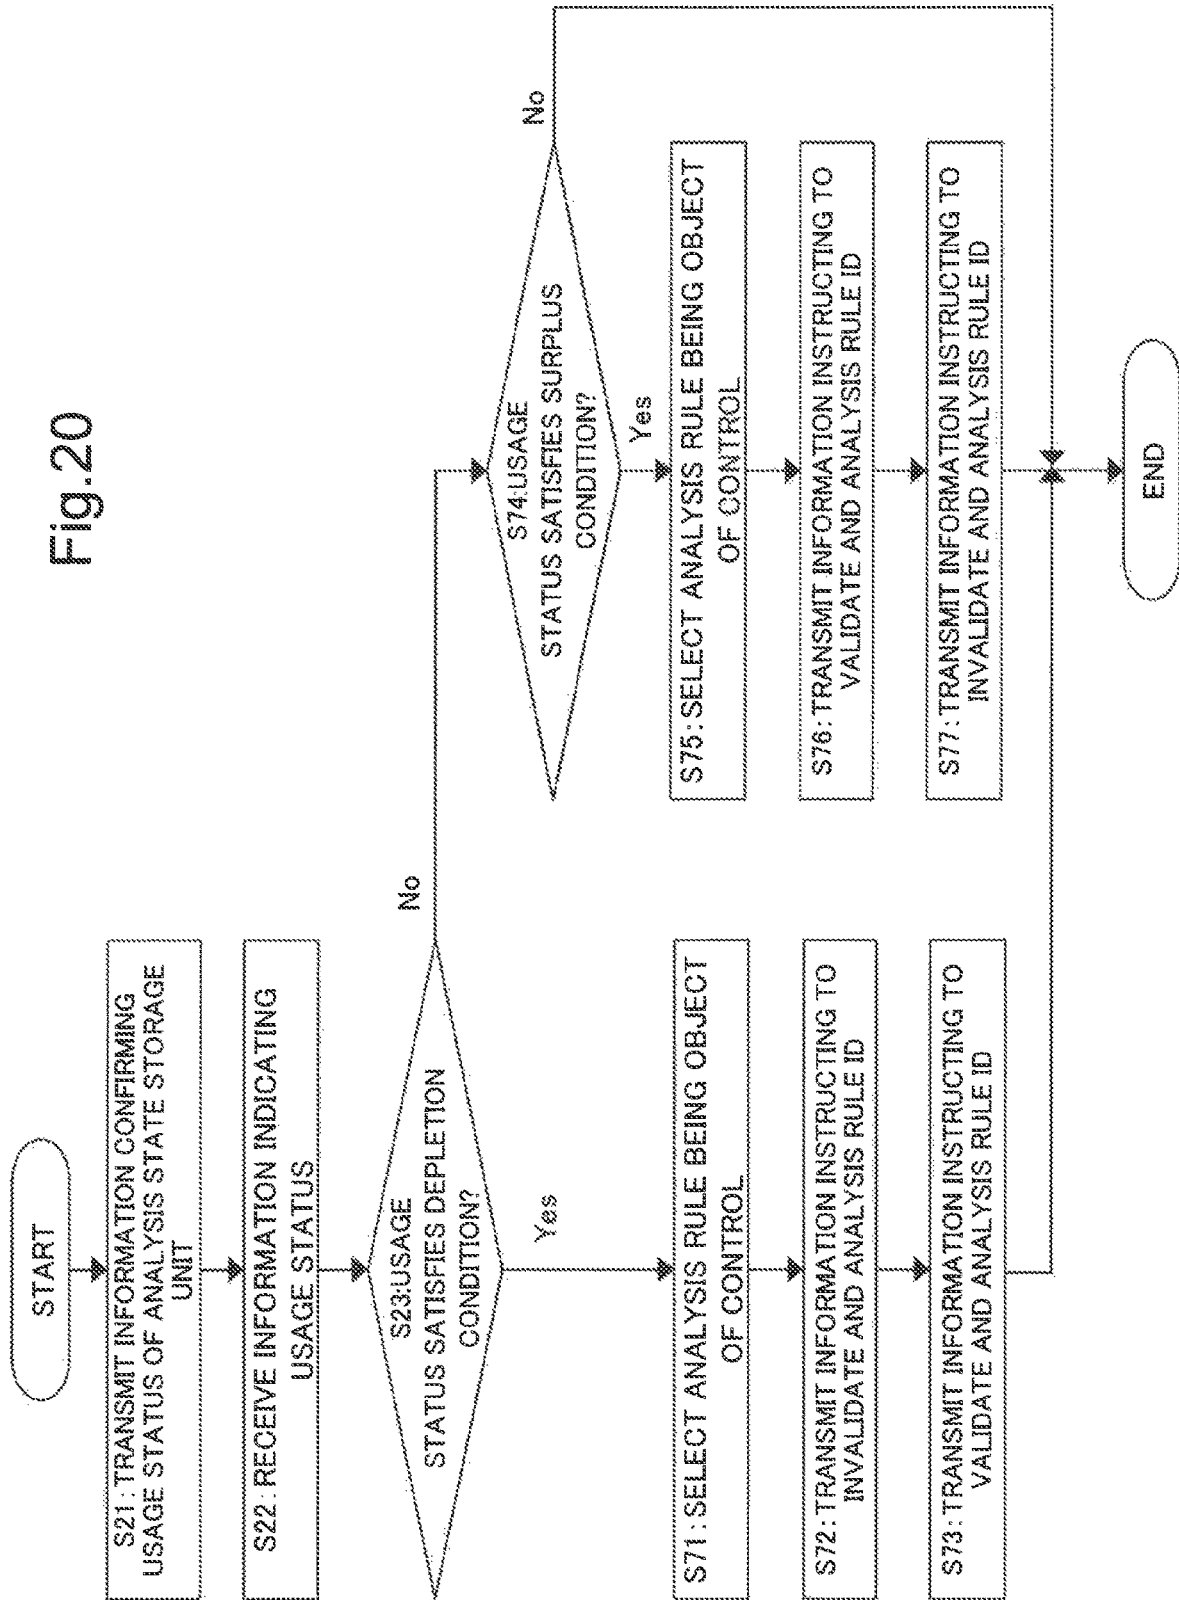 Fig.20
START
S21:TRANSMIT INFORMATION CONFIRMING
USAGE STATUS OF ANALYSIS STATE STORAGE
UNIT
S22:RECEIVE INFORMATION INDICATING
USAGE STATUS
S23:USAGE
STATUS SATISFIES DEPLETION
CONDITION?
No
Yes
S71:SELECT ANALYSIS RULE BEING OBJECT
OF CONTROL
S72:TRANSMIT INFORMATION INSTRUCTING TO
INVALIDATE AND ANALYSIS RULE ID
S73:TRANSMIT INFORMATION INSTRUCTING TO
VALIDATE AND ANALYSIS RULE ID
S74:USAGE
STATUS SATISFIES SURPLUS
CONDITION?
No
Yes
S75:SELECT ANALYSIS RULE BEING OBJECT
OF CONTROL
S76:TRANSMIT INFORMATION INSTRUCTING TO
VALIDATE AND ANALYSIS RULE ID
S77:TRANSMIT INFORMATION INSTRUCTING TO
INVALIDATE AND ANALYSIS RULE ID
END